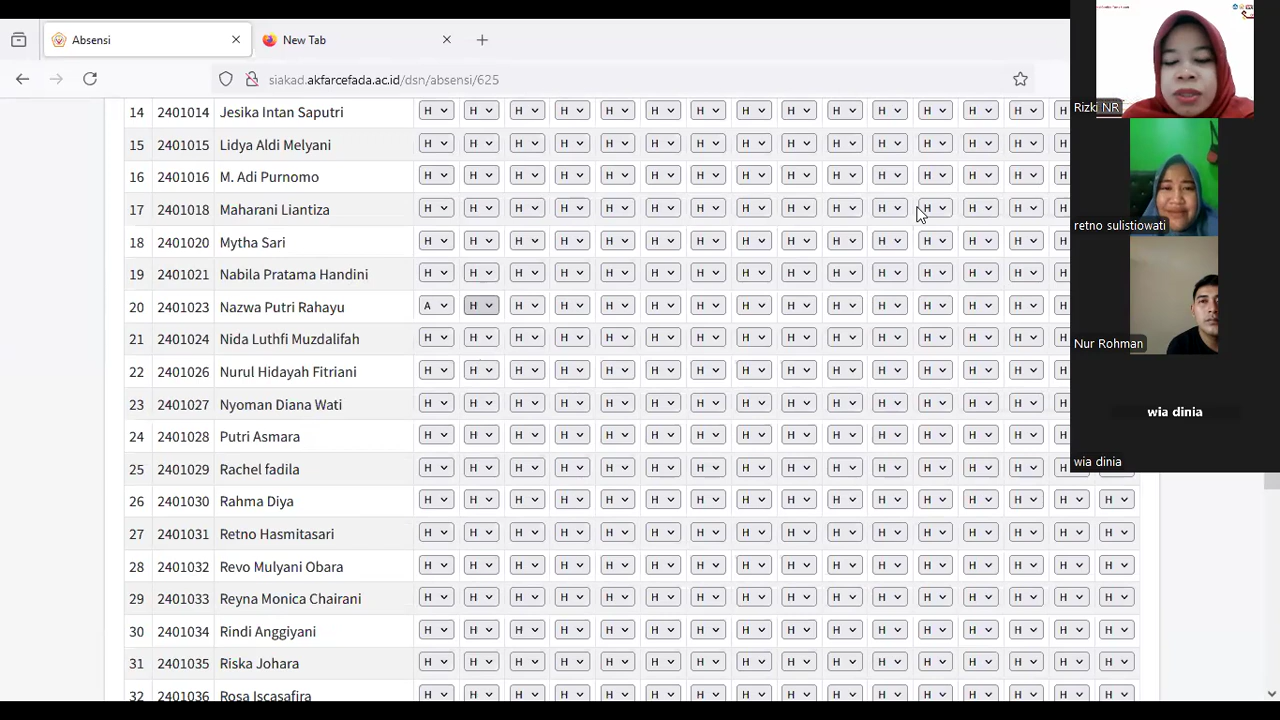 Absensi
New Tab
siakad.akfarcefada.ac.id/dsn/absensi/625
14 2401014 Jesika Intan Saputri H H H H H H H H H H H H H H H
15 2401015 Lidya Aldi Melyani H H H H H H H H H H H H H H H
16 2401016 M. Adi Purnomo H H H H H H H H H H H H H H H
17 2401018 Maharani Liantiza H H H H H H H H H H H H H H H
18 2401020 Mytha Sari H H H H H H H H H H H H H H H
19 2401021 Nabila Pratama Handini H H H H H H H H H H H H H H H
20 2401023 Nazwa Putri Rahayu A H H H H H H H H H H H H H H
21 2401024 Nida Luthfi Muzdalifah H H H H H H H H H H H H H H H
22 2401026 Nurul Hidayah Fitriani H H H H H H H H H H H H H H H
23 2401027 Nyoman Diana Wati H H H H H H H H H H H H H H H
24 2401028 Putri Asmara H H H H H H H H H H H H H H H
25 2401029 Rachel fadila H H H H H H H H H H H H H H H
26 2401030 Rahma Diya H H H H H H H H H H H H H H H H
27 2401031 Retno Hasmitasari H H H H H H H H H H H H H H H H
28 2401032 Revo Mulyani Obara H H H H H H H H H H H H H H H H
29 2401033 Reyna Monica Chairani H H H H H H H H H H H H H H H H
30 2401034 Rindi Anggiyani H H H H H H H H H H H H H H H H
31 2401035 Riska Johara H H H H H H H H H H H H H H H H
32 2401036 Rosa Iscasafira H H H H H H H H H H H H H H H H
Rizki NR
retno sulistiowati
Nur Rohman
wia dinia
wia dinia